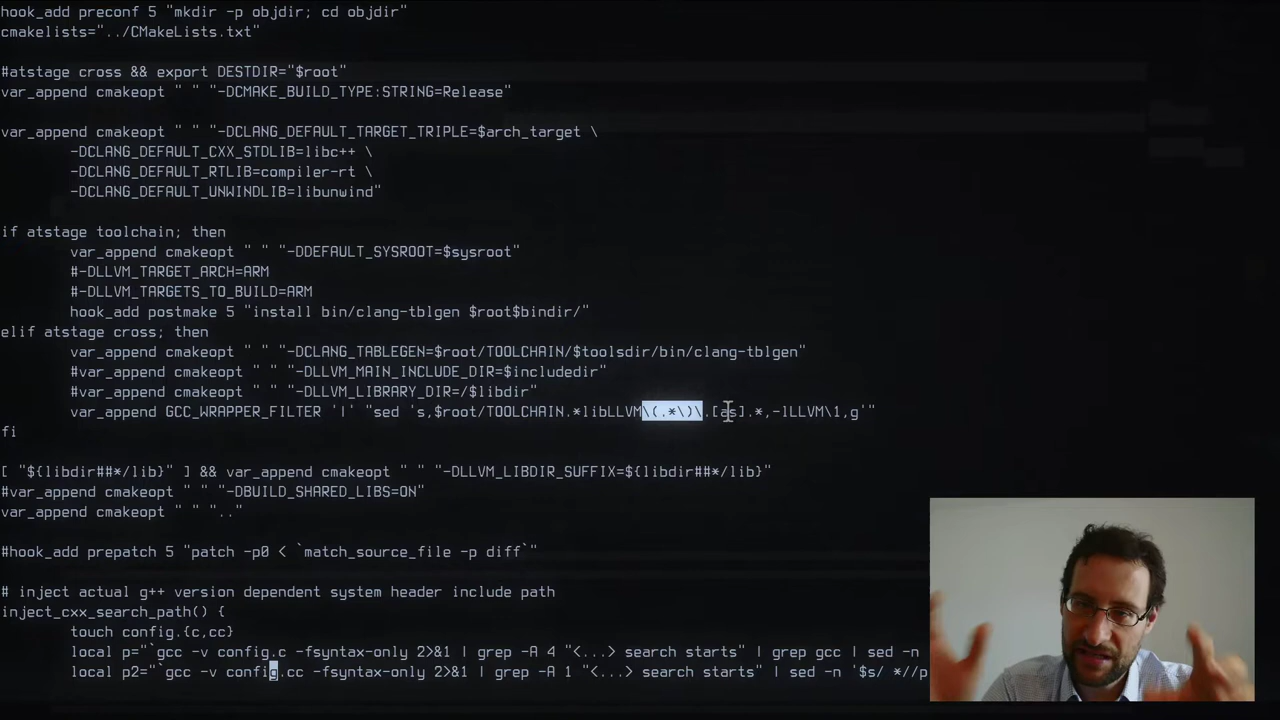 hook_add preconf 5 "mkdir -p objdir; cd objdir"
cmakelists="../CMakeLists.txt"
#atstage cross && export DESTDIR="$root"
var_append cmakeopt " " "-DCMAKE_BUILD_TYPE:STRING=Release"
var_append cmakeopt " " "-DCLANG_DEFAULT_TARGET_TRIPLE=$arch_target \
-DCLANG_DEFAULT_CXX_STDLIB=libc++ \
-DCLANG_DEFAULT_RTLIB=compiler-rt \
-DCLANG_DEFAULT_UNWINDLIB=libunwind"
if atstage toolchain; then
var_append cmakeopt " " "-DDEFAULT_SYSROOT=$sysroot"
#-DLLVM_TARGET_ARCH=ARM
#-DLLVM_TARGETS_TO_BUILD=ARM
hook_add postmake 5 "install bin/clang-tblgen $root$bindir/"
elif atstage cross; then
var_append cmakeopt " " "-DCLANG_TABLEGEN=$root/TOOLCHAIN/$toolsdir/bin/clang-tblgen"
#var_append cmakeopt " " "-DLLVM_MAIN_INCLUDE_DIR=$includedir"
#var_append cmakeopt " " "-DLLVM_LIBRARY_DIR=/$libdir"
var_append GCC_WRAPPER_FILTER '|' "sed 's,$root/TOOLCHAIN.*libLLVM\(.*\)\.[as].*,-lLLVM\1,g'"
fi
[ "${libdir##*/lib}" ] && var_append cmakeopt " " "-DLLVM_LIBDIR_SUFFIX=${libdir##*/lib}"
#var_append cmakeopt " " "-DBUILD_SHARED_LIBS=ON"
var_append cmakeopt " " ".."
#hook_add prepatch 5 "patch -p0 < `match_source_file -p diff`"
# inject actual g++ version dependent system header include path
inject_cxx_search_path() {
touch config.{c,cc}
local p="`gcc -v config.c -fsyntax-only 2>&1 | grep -A 4 "<...> search starts" | grep gcc | sed -n
local p2="`gcc -v config.cc -fsyntax-only 2>&1 | grep -A 1 "<...> search starts" | sed -n '$s/ *//p